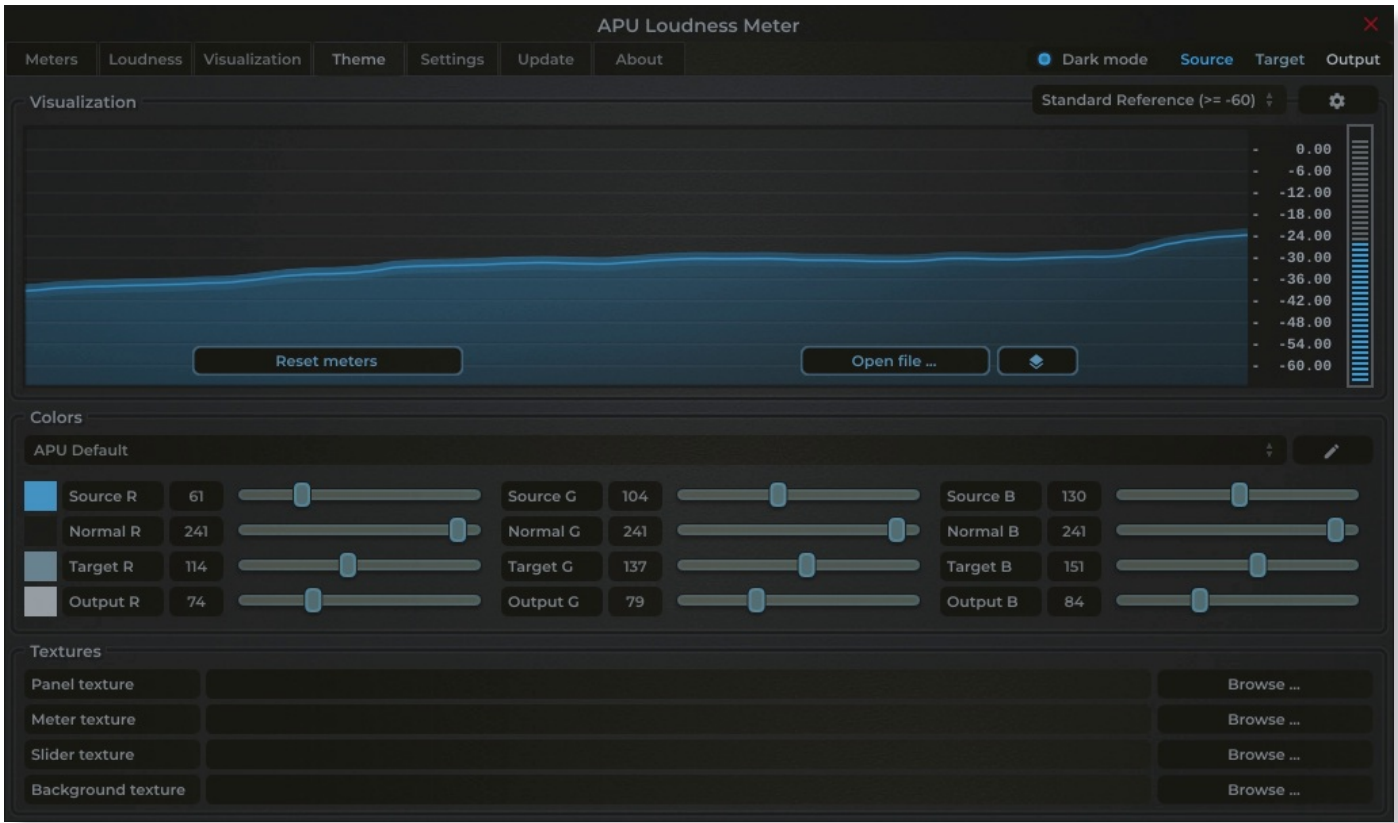 APU Loudness Meter
Meters Loudness Visualization Theme Settings Update About Dark mode Source Target Output
Visualization Standard Reference (>= -60)
- 0.00
- -6.00
- -12.00
- -18.00
- -24.00
- -30.00
- -36.00
- -42.00
- -48.00
- -54.00
- -60.00
Reset meters Open file ...
Colors
APU Default
Source R 61 Source G 104 Source B 130
Normal R 241 Normal G 241 Normal B 241
Target R 114 Target G 137 Target B 151
Output R 74 Output G 79 Output B 84
Textures
Panel texture Browse ...
Meter texture Browse ...
Slider texture Browse ...
Background texture Browse ...